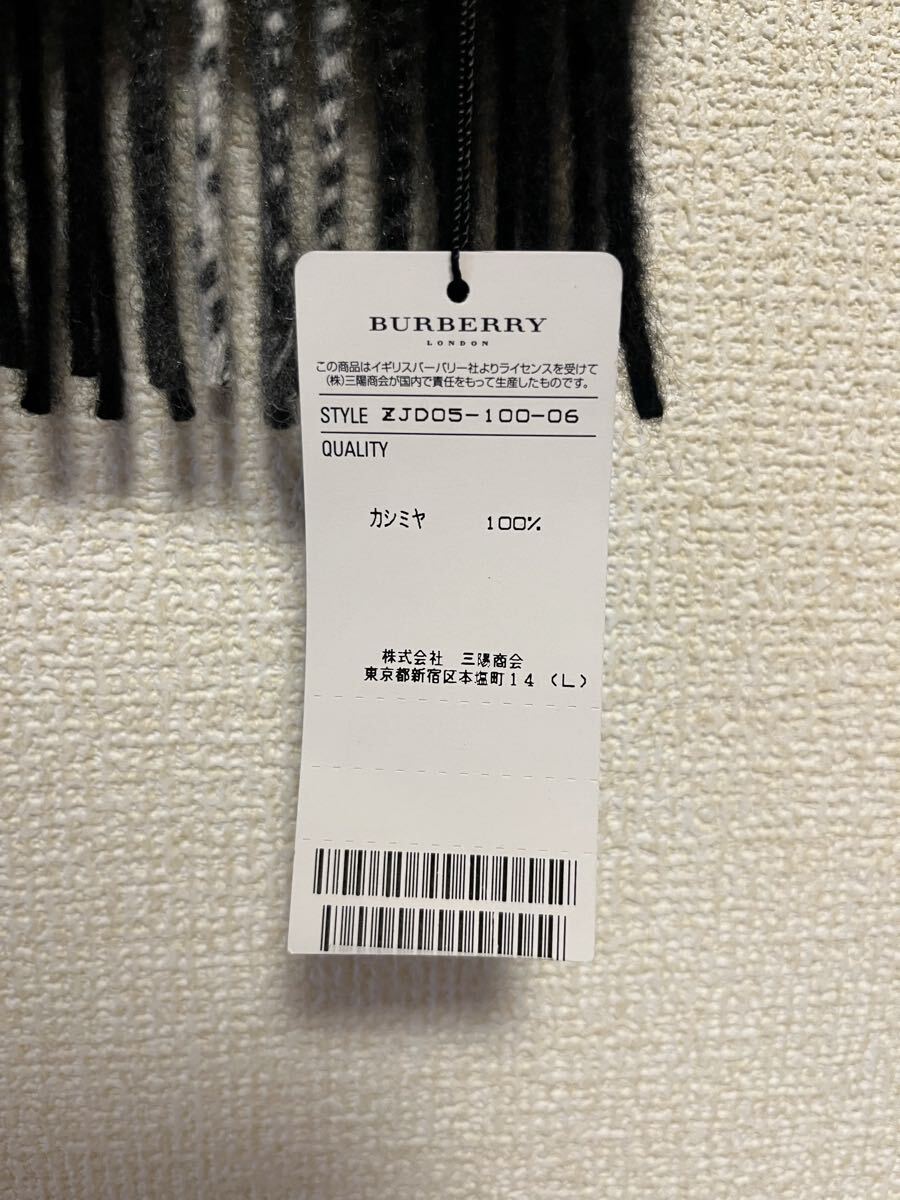 BURBERRY
LONDON
この商品はイギリスバーバリー社よりライセンスを受けて
(株)三陽商会が国内で責任をもって生産したものです。
STYLE ZJD05-100-06
QUALITY
カシミヤ 100%
株式会社 三陽商会
東京都新宿区本塩町14 (L)